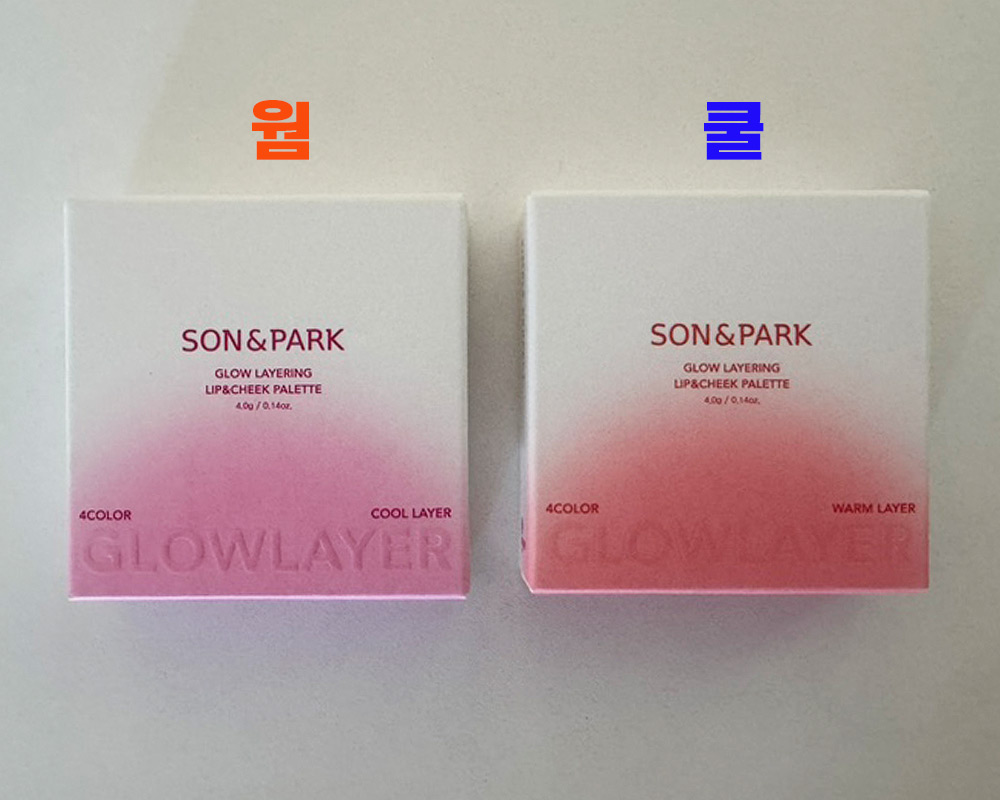 웜
쿨
SON&PARK
GLOW LAYERING
LIP&CHEEK PALETTE
4.0g / 0.14oz.
4COLOR
COOL LAYER
GLOWLAYER
SON&PARK
GLOW LAYERING
LIP&CHEEK PALETTE
4.0g / 0.14oz.
4COLOR
WARM LAYER
GLOWLAYER